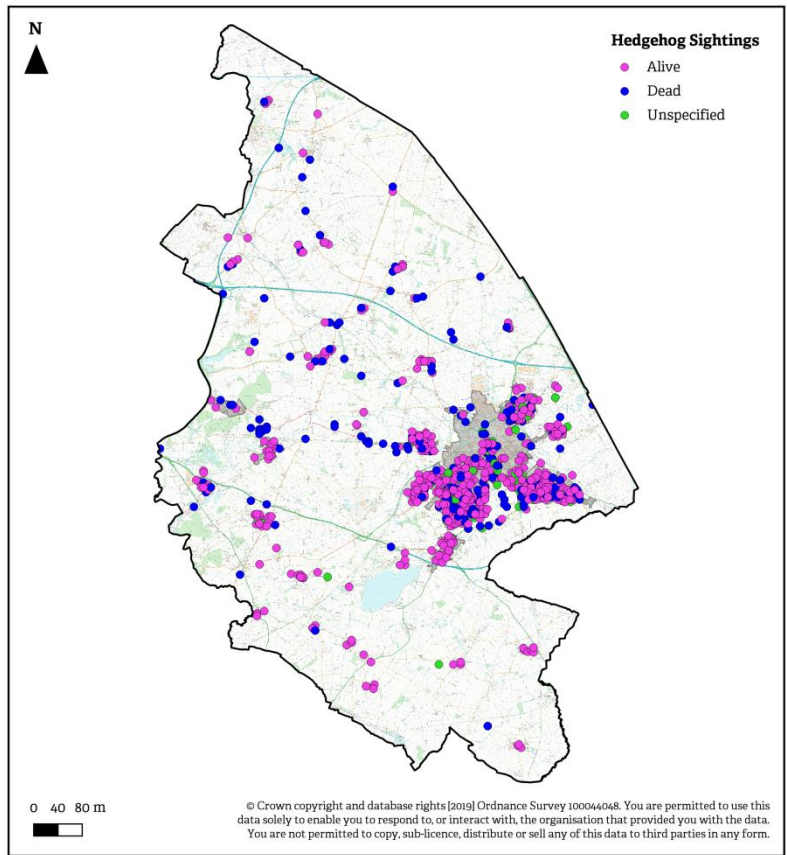 N
Hedgehog Sightings
Alive
Dead
Unspecified
0 40 80 m
© Crown copyright and database rights [2019] Ordnance Survey 100044048. You are permitted to use this
data solely to enable you to respond to, or interact with, the organisation that provided you with the data.
You are not permitted to copy, sub-licence, distribute or sell any of this data to third parties in any form.